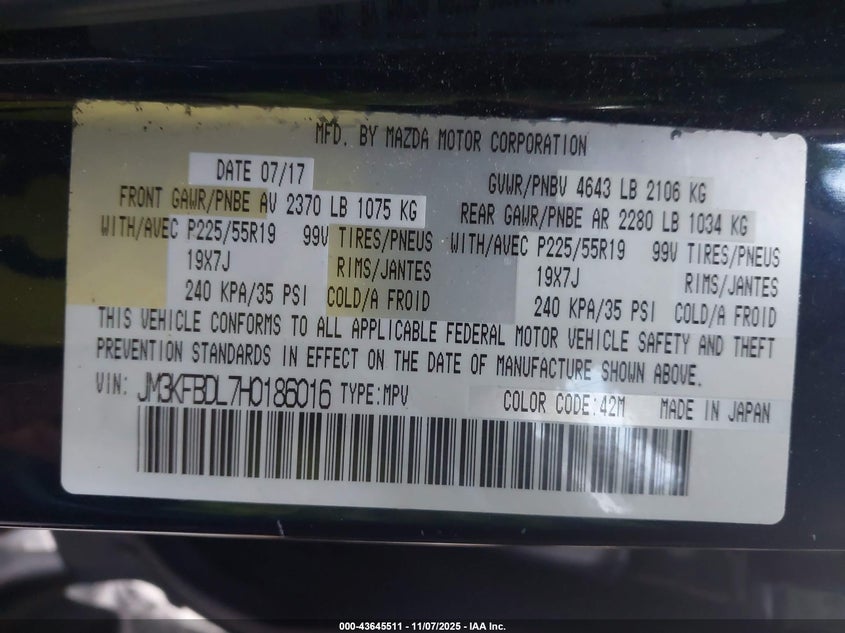 MFD. BY MAZDA MOTOR CORPORATION
DATE 07/17 GVWR/PNBV 4643 LB 2106 KG
FRONT GAWR/PNBE AV 2370 LB 1075 KG REAR GAWR/PNBE AR 2280 LB 1034 KG
WITH/AVEC P225/55R19 99V TIRES/PNEUS WITH/AVEC P225/55R19 99V TIRES/PNEUS
19X7J RIMS/JANTES 19X7J RIMS/JANTES
240 KPA/35 PSI COLD/A FROID 240 KPA/35 PSI COLD/A FROID
THIS VEHICLE CONFORMS TO ALL APPLICABLE FEDERAL MOTOR VEHICLE SAFETY AND THEFT
PREVENTION STANDARDS IN EFFECT ON THE DATE OF MANUFACTURE SHOWN ABOVE.
VIN: JM3KFBDL7H0186016 TYPE:MPV COLOR CODE:42M MADE IN JAPAN
000-43645511 - 11/07/2025 - IAA Inc.